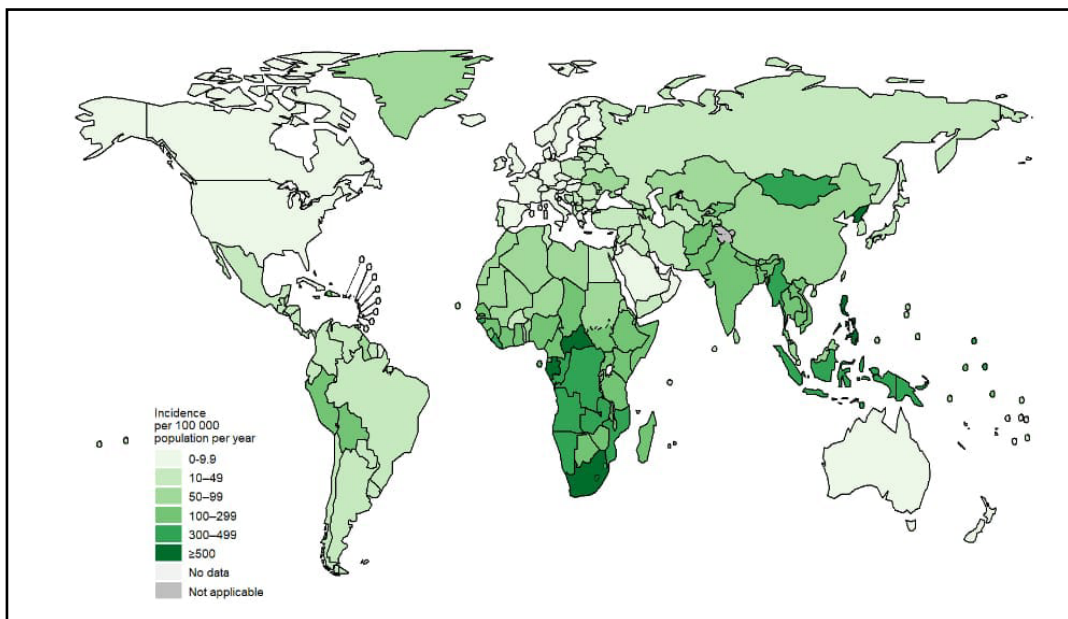 Incidence
per 100 000
population per year
0-9.9
10–49
50–99
100–299
300–499
≥500
No data
Not applicable